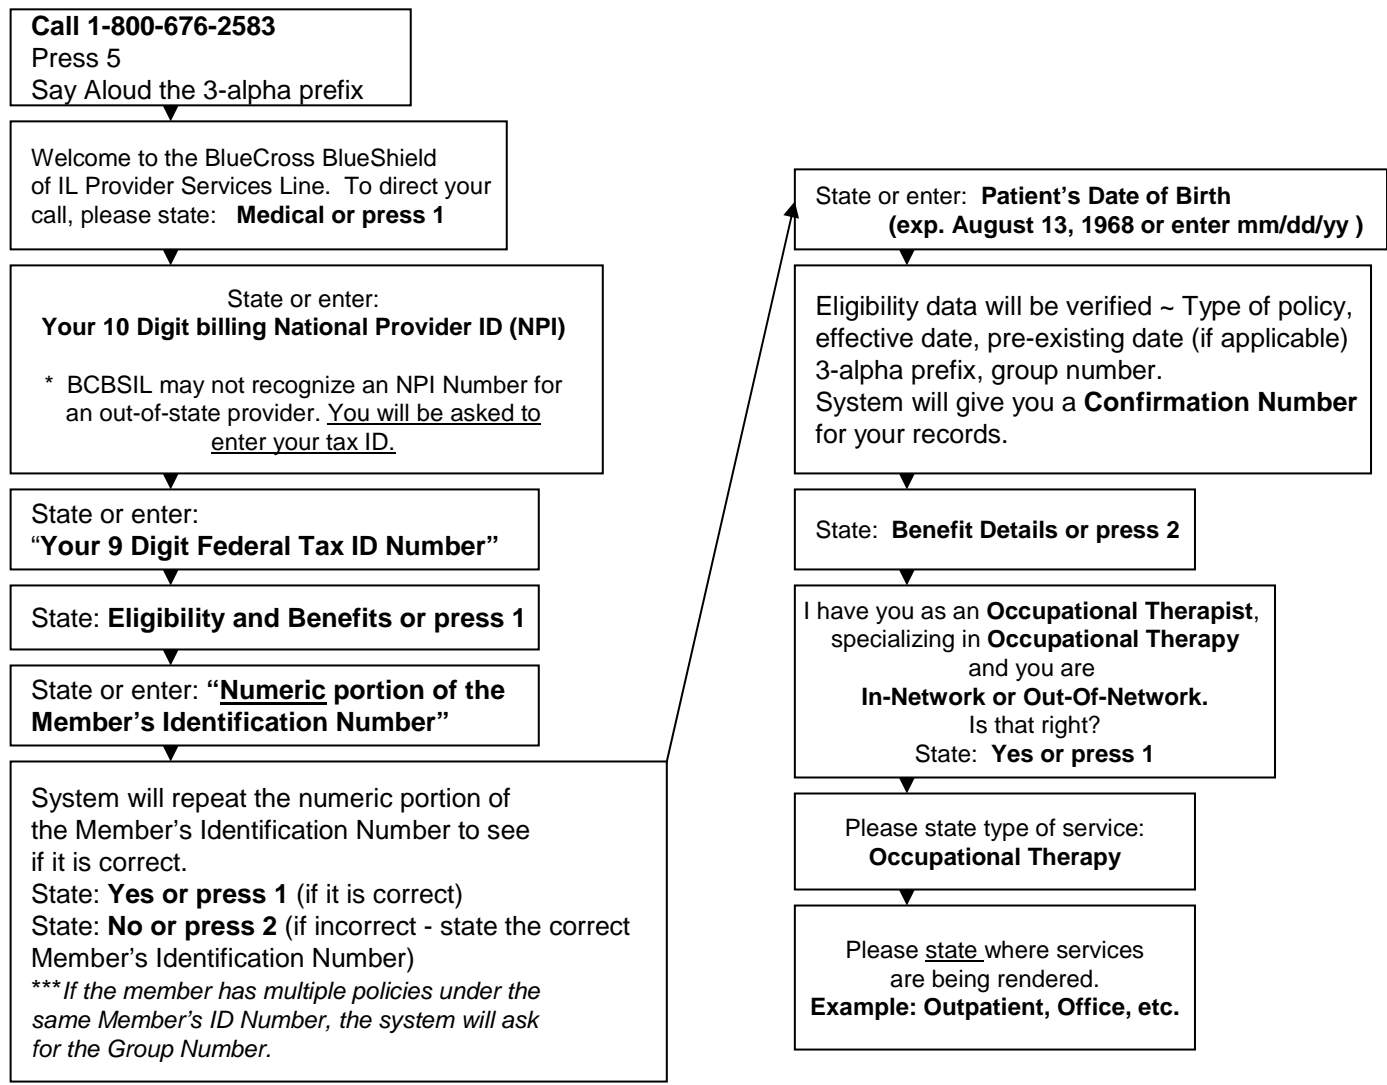 Call 1-800-676-2583
Press 5
Say Aloud the 3-alpha prefix
Welcome to the BlueCross BlueShield
of IL Provider Services Line.  To direct your
call, please state:   Medical or press 1
State or enter:
Your 10 Digit billing National Provider ID (NPI)
*  BCBSIL may not recognize an NPI Number for
an out-of-state provider. You will be asked to
enter your tax ID.
State or enter:
“Your 9 Digit Federal Tax ID Number”
State: Eligibility and Benefits or press 1
State or enter: “Numeric portion of the
Member’s Identification Number”
System will repeat the numeric portion of
the Member’s Identification Number to see
if it is correct.
State: Yes or press 1 (if it is correct)
State: No or press 2 (if incorrect - state the correct
Member’s Identification Number)
***If the member has multiple policies under the
same Member’s ID Number, the system will ask
for the Group Number.
State or enter:  Patient’s Date of Birth
(exp. August 13, 1968 or enter mm/dd/yy )
Eligibility data will be verified ~ Type of policy,
effective date, pre-existing date (if applicable)
3-alpha prefix, group number.
System will give you a Confirmation Number
for your records.
State:  Benefit Details or press 2
I have you as an Occupational Therapist,
specializing in Occupational Therapy
and you are
In-Network or Out-Of-Network.
Is that right?
State:  Yes or press 1
Please state type of service:
Occupational Therapy
Please state where services
are being rendered.
Example: Outpatient, Office, etc.